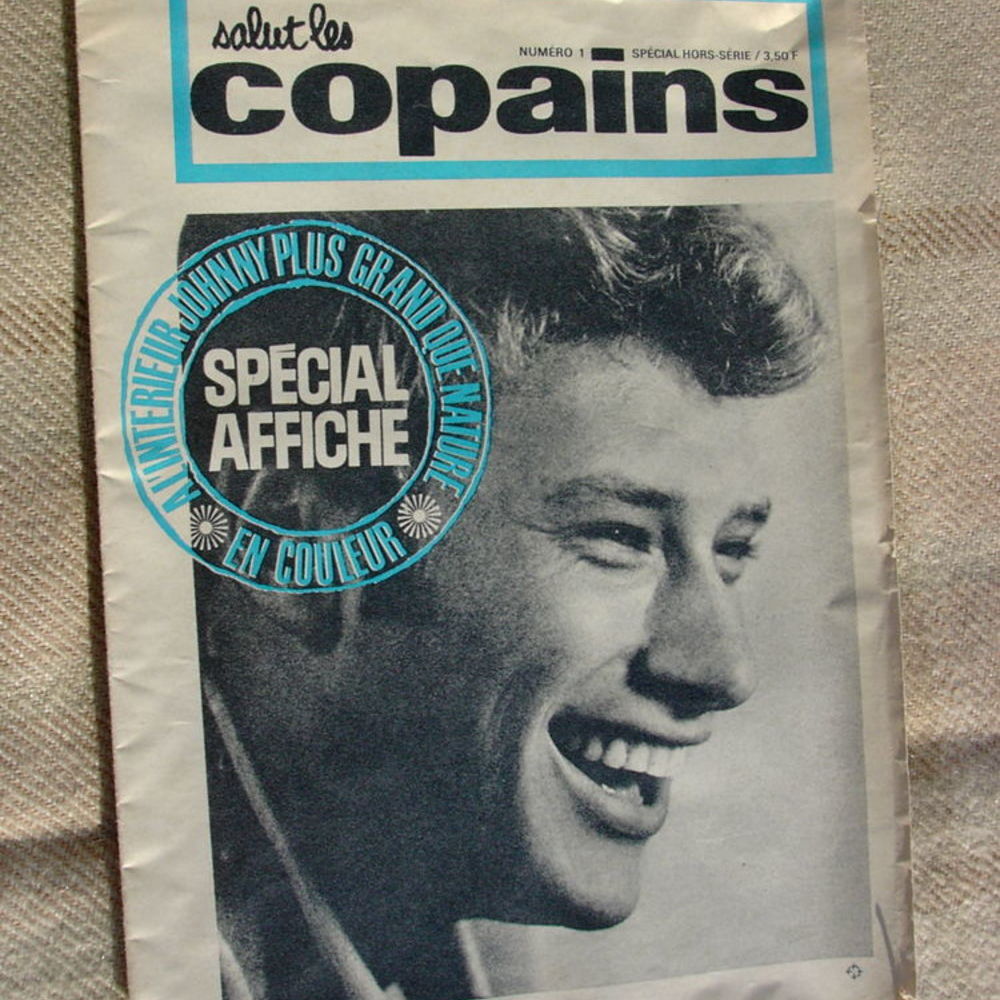 salut les
NUMÉRO 1 SPÉCIAL HORS-SÉRIE / 3,50 F
copains
A L'INTERIEUR JOHNNY PLUS GRAND QUE NATURE
SPÉCIAL
AFFICHE
EN COULEUR